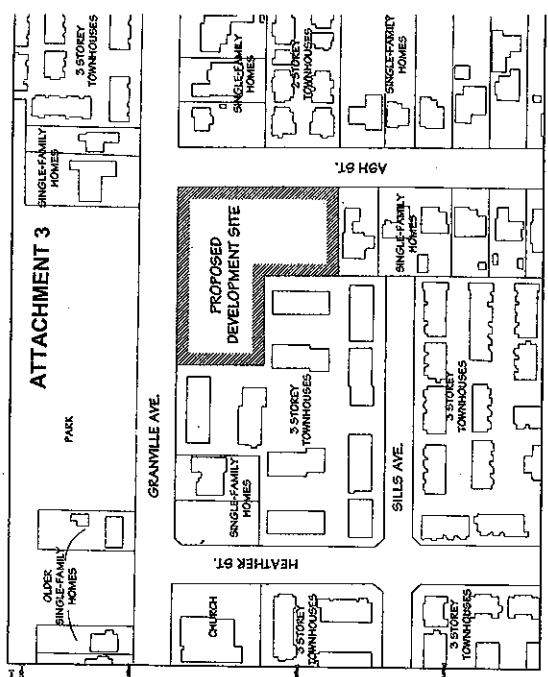 3 STOREY
TOWNHOUSES
SINGLE-FAMILY
HOMES
2 STOREY
TOWNHOUSES
SINGLE-FAMILY
HOMES
SINGLE-FAMILY
HOMES
ASH ST.
ATTACHMENT 3
PROPOSED
DEVELOPMENT SITE
SINGLE-FAMILY
HOMES
PARK
GRANVILLE AVE.
3 STOREY
TOWNHOUSES
3 STOREY
TOWNHOUSES
SILLS AVE.
SINGLE-FAMILY
HOMES
HEATHER ST.
OLDER
SINGLE-FAMILY
HOMES
CHURCH
3 STOREY
TOWNHOUSES
3 STOREY
TOWNHOUSES